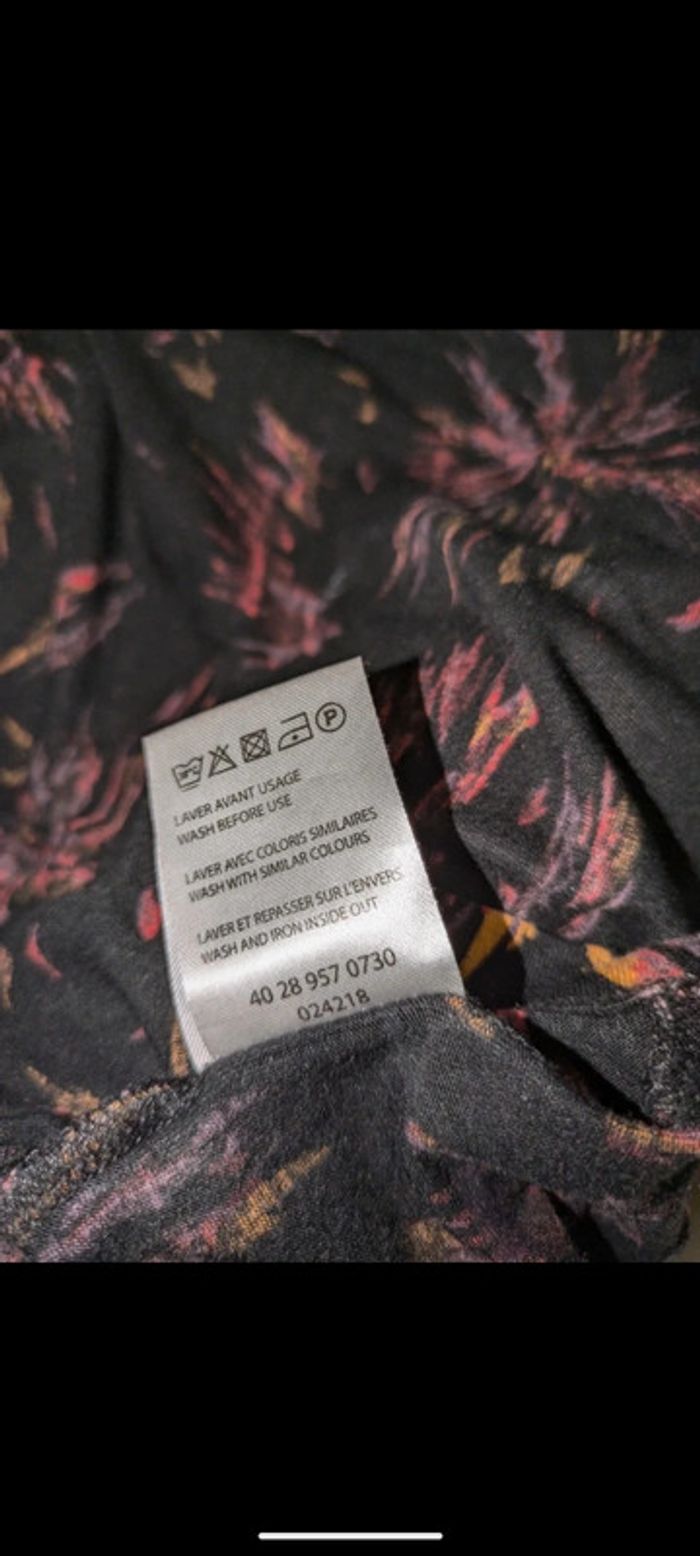 P
LAVER AVANT USAGE
WASH BEFORE USE
LAVER AVEC COLORIS SIMILAIRES
WASH WITH SIMILAR COLOURS
LAVER ET REPASSER SUR L'ENVERS
WASH AND IRON INSIDE OUT
40 28 957 0730
024218